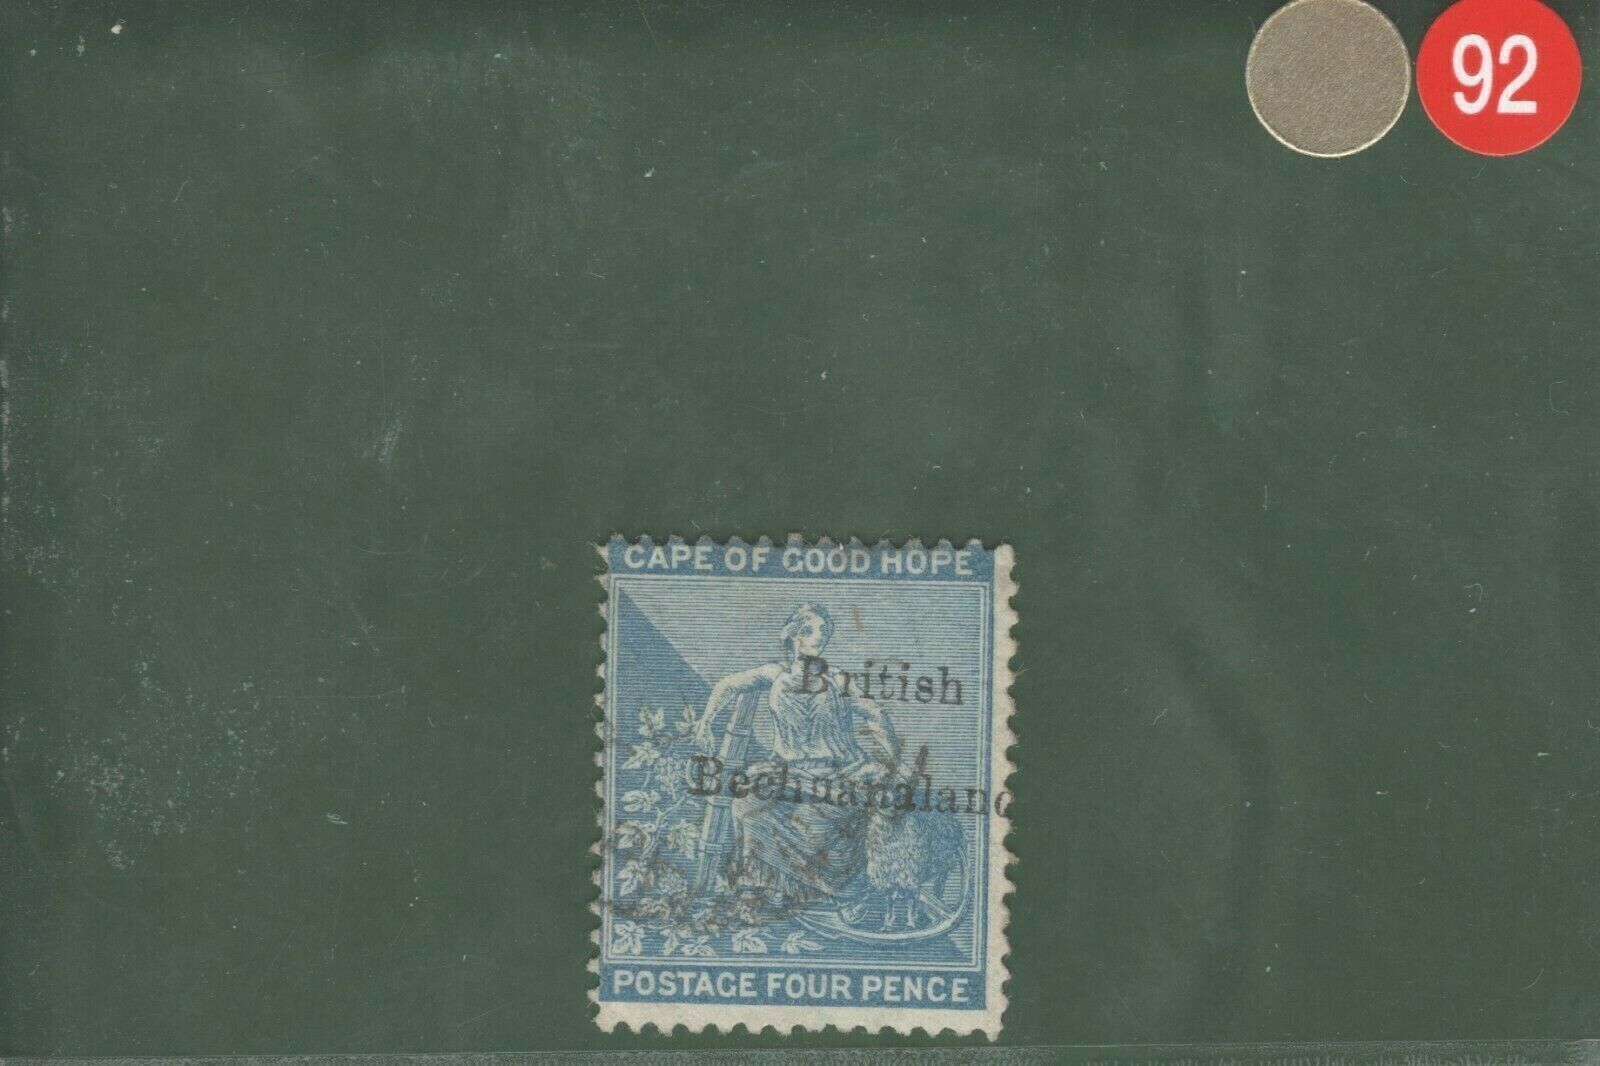 92
CAPE OF GOOD HOPE
British
Bechuanaland
POSTAGE FOUR PENCE